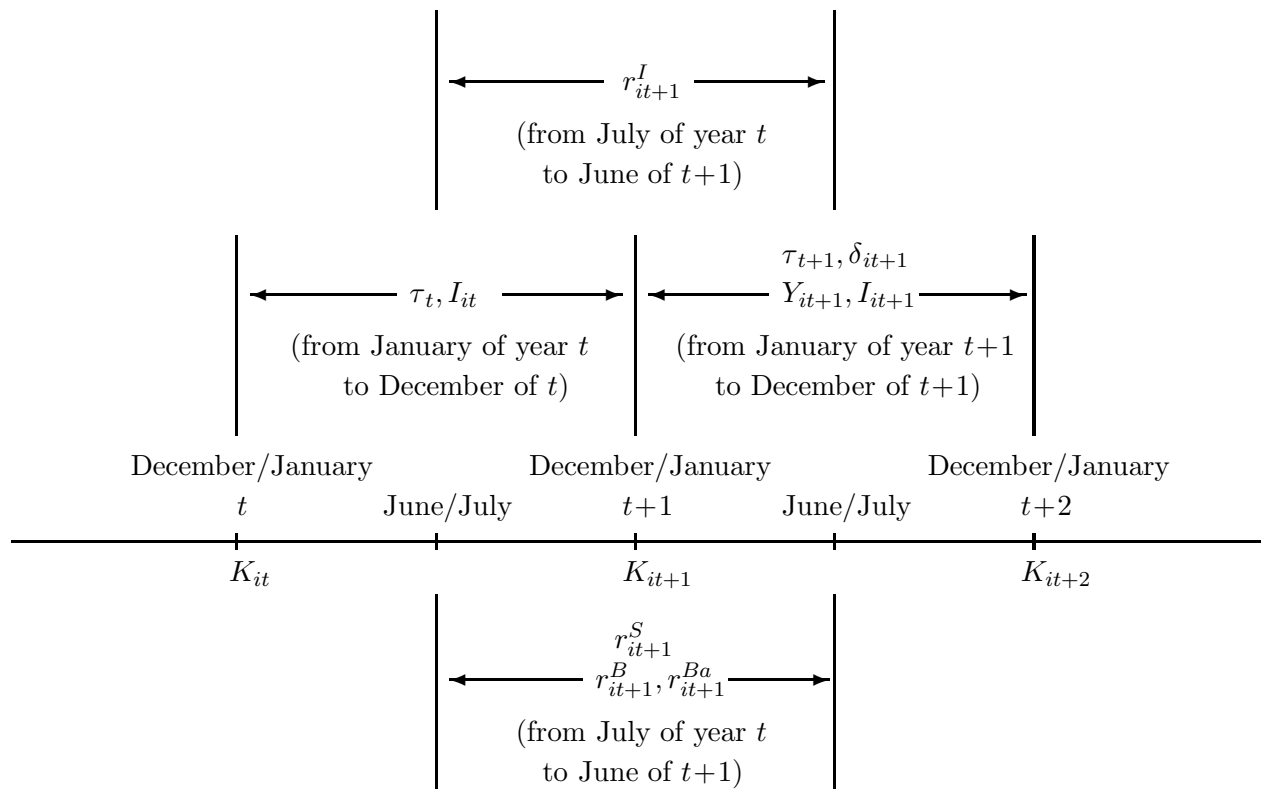 r^I_{it+1}
(from July of year t
to June of t+1)
τ_{t+1}, δ_{it+1}
τ_t, I_{it}
Y_{it+1}, I_{it+1}
(from January of year t
to December of t)
(from January of year t+1
to December of t+1)
December/January
t
June/July
December/January
t+1
June/July
December/January
t+2
K_{it}
K_{it+1}
K_{it+2}
r^S_{it+1}
r^B_{it+1}, r^{Ba}_{it+1}
(from July of year t
to June of t+1)